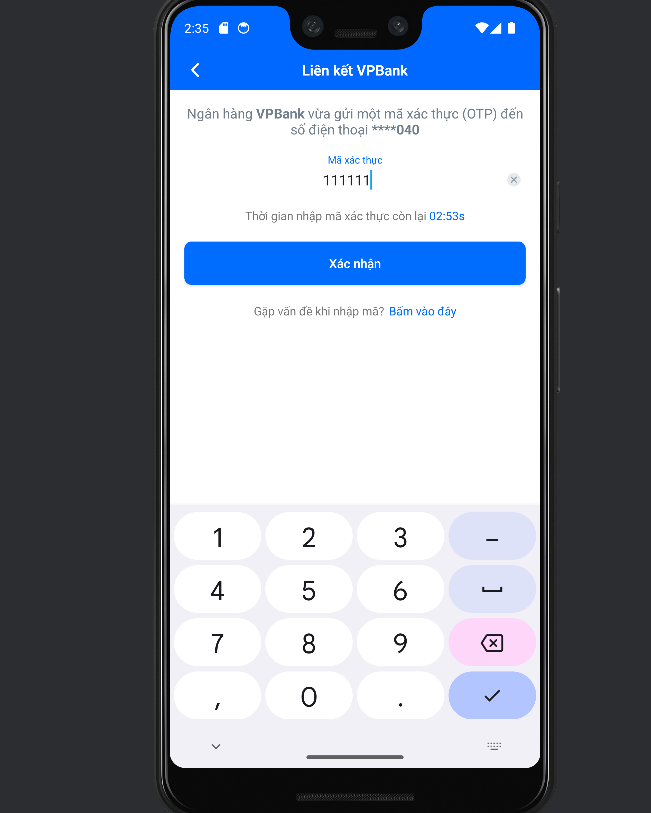 2:35
Liên kết VPBank
Ngân hàng VPBank vừa gửi một mã xác thực (OTP) đến
số điện thoại ****040
Mã xác thực
111111
Thời gian nhập mã xác thực còn lại 02:53s
Xác nhận
Gặp vấn đề khi nhập mã? Bấm vào đây
1 2 3 –
4 5 6
7 8 9
, 0 .